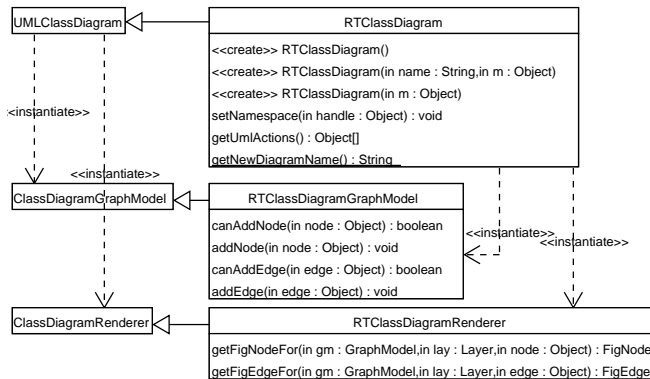 UMLClassDiagram
RTClassDiagram
<<create>> RTClassDiagram()
<<create>> RTClassDiagram(in name : String,in m : Object)
<<create>> RTClassDiagram(in m : Object)
setNamespace(in handle : Object) : void
getUmlActions() : Object[]
getNewDiagramName() : String
<<instantiate>>
<<instantiate>>
ClassDiagramGraphModel
RTClassDiagramGraphModel
canAddNode(in node : Object) : boolean
addNode(in node : Object) : void
canAddEdge(in edge : Object) : boolean
addEdge(in edge : Object) : void
<<instantiate>>
<<instantiate>>
ClassDiagramRenderer
RTClassDiagramRenderer
getFigNodeFor(in gm : GraphModel,in lay : Layer,in node : Object) : FigNode
getFigEdgeFor(in gm : GraphModel,in lay : Layer,in edge : Object) : FigEdge